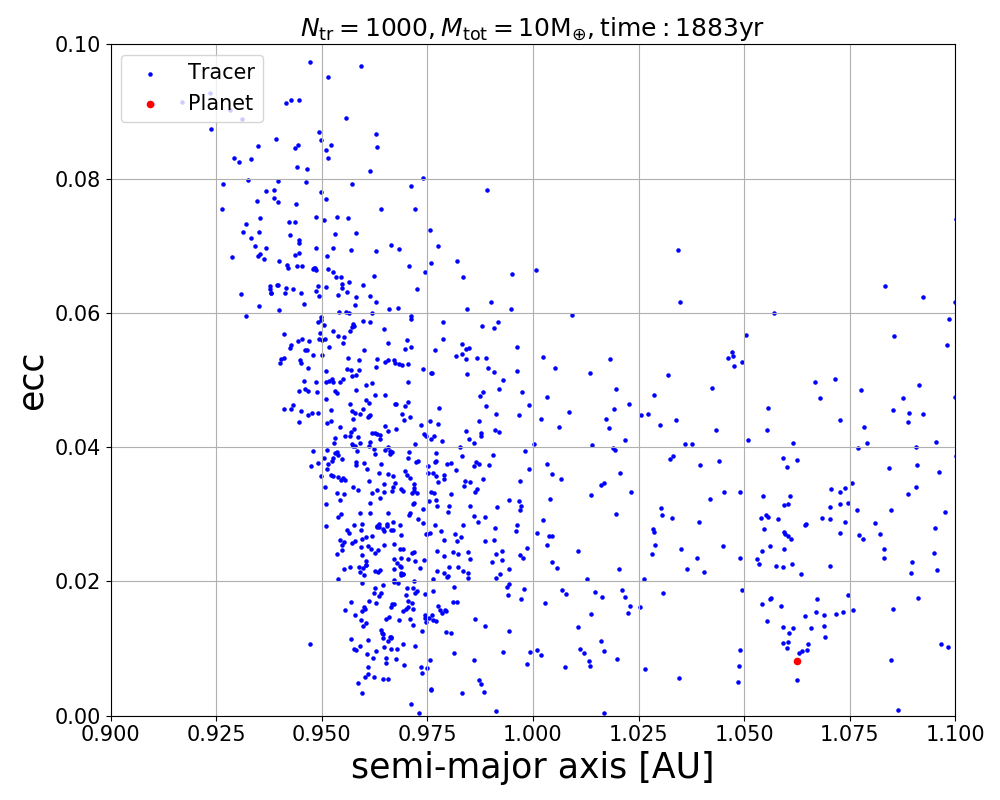 N_tr = 1000, M_tot = 10M_⊕, time : 1883yr
0.10
0.08
0.06
0.04
0.02
0.00
ecc
Tracer
Planet
0.900 0.925 0.950 0.975 1.000 1.025 1.050 1.075 1.100
semi-major axis [AU]